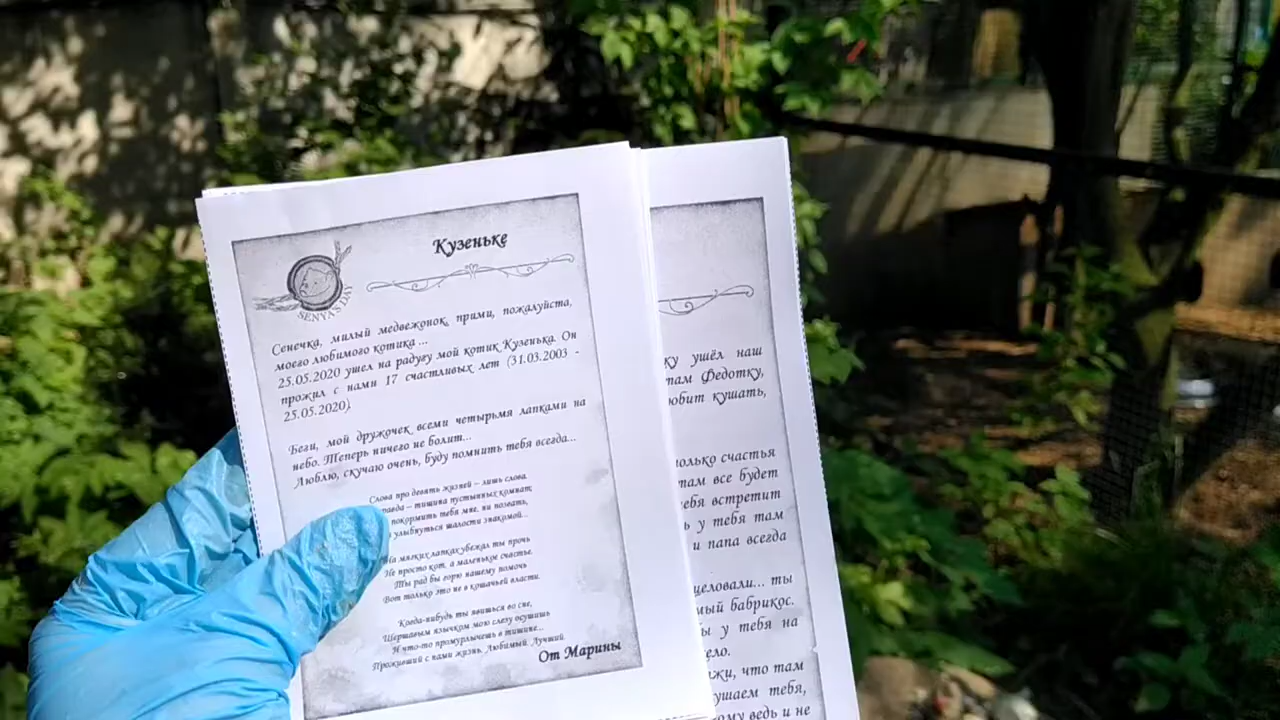 Кузеньке
SENYA'S DAY
Сенечка, милый медвежонок, прими, пожалуйста,
моего любимого котика ...
25.05.2020 ушел на радугу мой котик Кузенька. Он
прожил с нами 17 счастливых лет (31.03.2003 -
25.05.2020).
Беги, мой дружочек всеми четырьмя лапками на
небо. Теперь ничего не болит...
Люблю, скучаю очень, буду помнить тебя всегда...
Слова про девять жизней – лишь слова.
равда – тишина пустынных комнат:
покормить тебя мне, ни позвать,
улыбнуться шалости знакомой...
На мягких лапках убежал ты прочь
Не просто кот, а маленькое счастье.
Ты рад бы горю нашему помочь
Вот только это не в кошачьей власти.
Когда-нибудь ты явишься во сне,
Шершавым язычком мою слезу осушишь
И что-то промурлычешь в тишине...
Проживший с нами жизнь. Любимый. Лучший.
От Марины
ку ушёл наш
там Федотку,
юбит кушать,
олько счастья
там все будет
ебя встретит
ь у тебя там
и папа всегда
целовали... ты
мый бабрикос.
ы у тебя на
ело.
жи, что там
ушаем тебя,
ому ведь и не